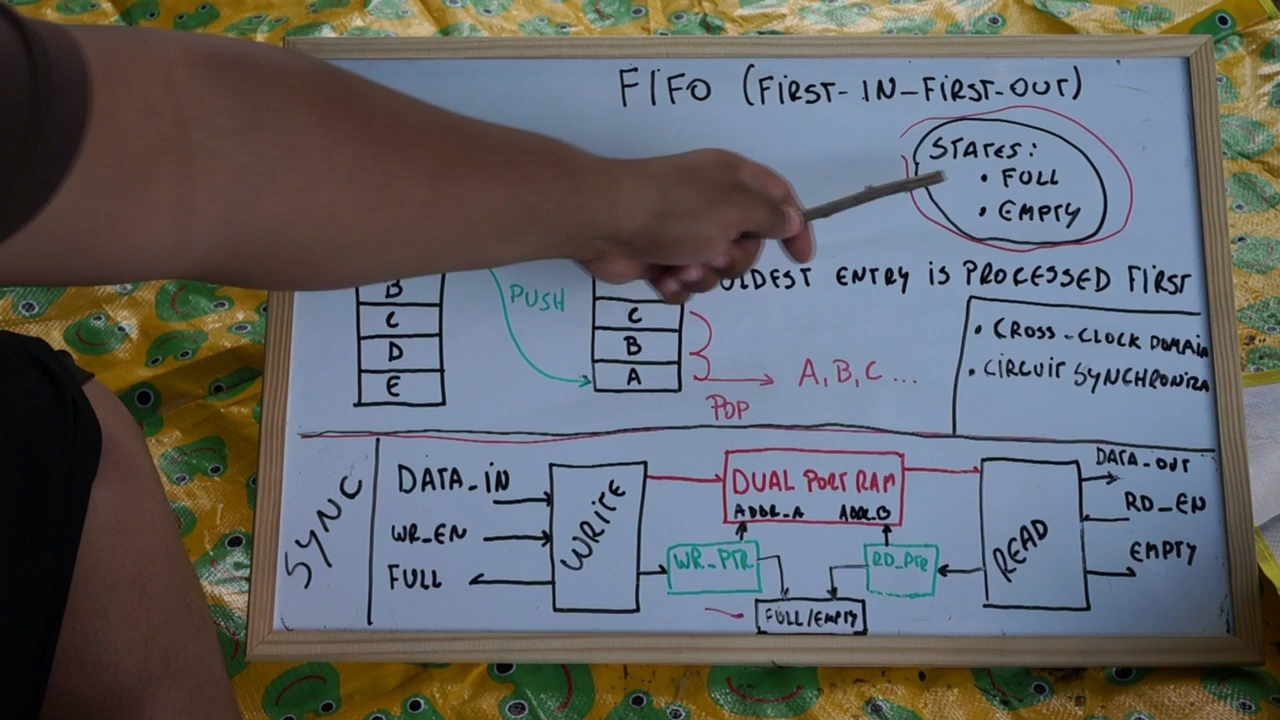 FIFO (FIRST-IN-FIRST-OUT)
STATES:
• FULL
• EMPTY
OLDEST ENTRY IS PROCESSED FIRST
B
C
D
E
PUSH
C
B
A
POP
A,B,C ...
• CROSS-CLOCK DOMAIN
• CIRCUIT SYNCHRONIZA
SYNC
DATA_IN
WR_EN
FULL
WRITE
DUAL PORT RAM
ADDR_A ADDR_B
WR_PTR
RD_PTR
FULL/EMPTY
READ
DATA_OUT
RD_EN
EMPTY